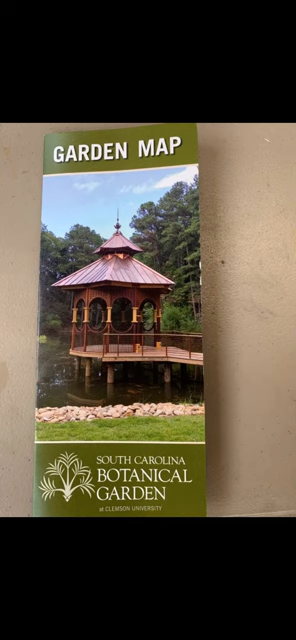 GARDEN MAP
SOUTH CAROLINA
BOTANICAL
GARDEN
at CLEMSON UNIVERSITY